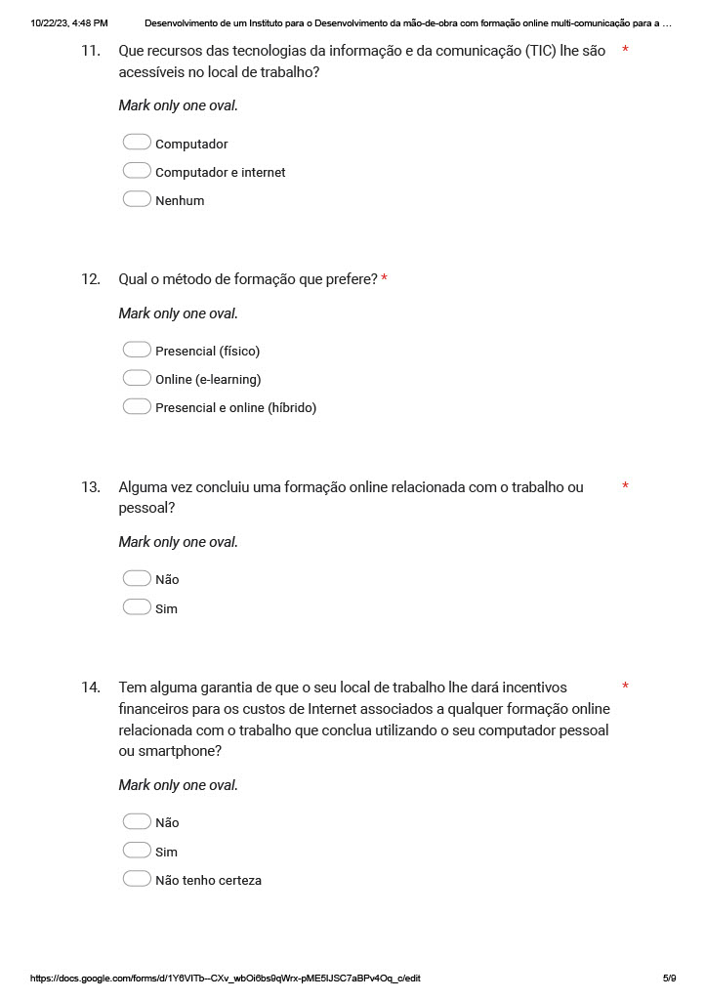 10/22/23, 4:48 PM Desenvolvimento de um Instituto para o Desenvolvimento da mão-de-obra com formação online multi-comunicação para a …
11. Que recursos das tecnologias da informação e da comunicação (TIC) lhe são *
acessíveis no local de trabalho?
Mark only one oval.
Computador
Computador e internet
Nenhum
12. Qual o método de formação que prefere? *
Mark only one oval.
Presencial (físico)
Online (e-learning)
Presencial e online (híbrido)
13. Alguma vez concluiu uma formação online relacionada com o trabalho ou *
pessoal?
Mark only one oval.
Não
Sim
14. Tem alguma garantia de que o seu local de trabalho lhe dará incentivos *
financeiros para os custos de Internet associados a qualquer formação online
relacionada com o trabalho que conclua utilizando o seu computador pessoal
ou smartphone?
Mark only one oval.
Não
Sim
Não tenho certeza
https://docs.google.com/forms/d/1Y6VITb--CXv_wbOi6bs9qWrx-pME5IJSC7aBPv4Oq_c/edit 5/9